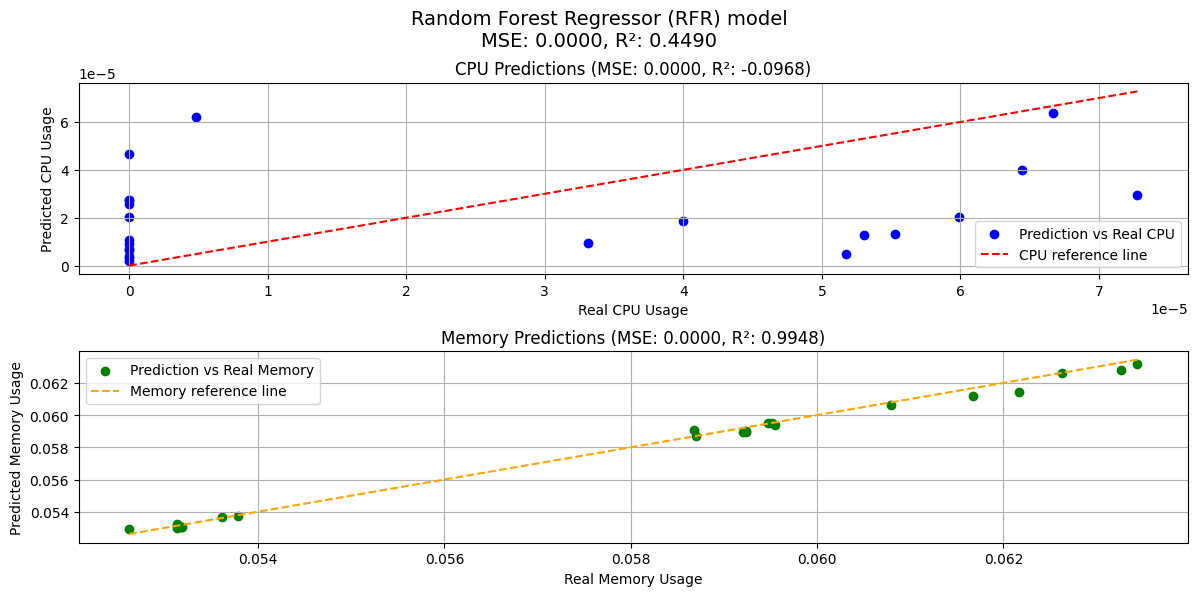 Random Forest Regressor (RFR) model
MSE: 0.0000, R²: 0.4490
CPU Predictions (MSE: 0.0000, R²: -0.0968)
1e−5
Predicted CPU Usage
6
4
2
0
Prediction vs Real CPU
CPU reference line
0 1 2 3 4 5 6 7
1e−5
Real CPU Usage
Memory Predictions (MSE: 0.0000, R²: 0.9948)
Predicted Memory Usage
0.062
0.060
0.058
0.056
0.054
Prediction vs Real Memory
Memory reference line
0.054 0.056 0.058 0.060 0.062
Real Memory Usage